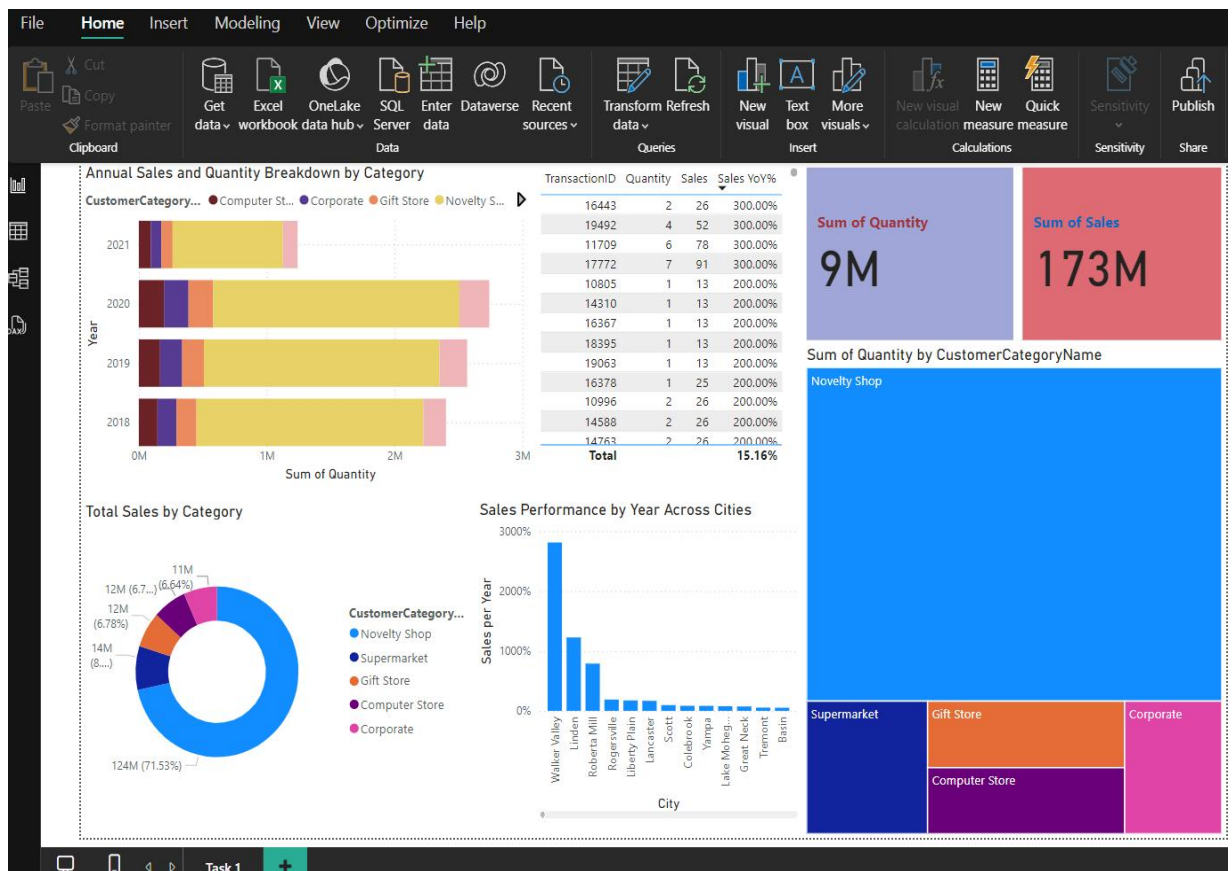 File Home Insert Modeling View Optimize Help
Paste
Cut
Copy
Format painter
Clipboard
Get data
Excel workbook
OneLake data hub
SQL Server
Enter data
Dataverse
Recent sources
Data
Transform data
Refresh
Queries
New visual
Text box
More visuals
Insert
New visual calculation
New measure
Quick measure
Calculations
Sensitivity
Sensitivity
Publish
Share
DAX
Annual Sales and Quantity Breakdown by Category
CustomerCategory... Computer St... Corporate Gift Store Novelty S...
Year
2021
2020
2019
2018
0M 1M 2M 3M
Sum of Quantity
TransactionID Quantity Sales Sales YoY%
16443 2 26 300.00%
19492 4 52 300.00%
11709 6 78 300.00%
17772 7 91 300.00%
10805 1 13 200.00%
14310 1 13 200.00%
16367 1 13 200.00%
18395 1 13 200.00%
19063 1 13 200.00%
16378 1 25 200.00%
10996 2 26 200.00%
14588 2 26 200.00%
14763 2 26 200.00%
Total 15.16%
Sum of Quantity
9M
Sum of Sales
173M
Sum of Quantity by CustomerCategoryName
Novelty Shop
Supermarket
Gift Store
Computer Store
Corporate
Total Sales by Category
11M
(6.64%)
12M (6.7...)
12M
(6.78%)
14M
(8....)
124M (71.53%)
CustomerCategory...
Novelty Shop
Supermarket
Gift Store
Computer Store
Corporate
Sales Performance by Year Across Cities
Sales per Year
3000%
2000%
1000%
0%
Walker Valley
Linden
Roberta Mill
Rogersville
Liberty Plain
Lancaster
Scott
Colebrook
Yampa
Lake Moheg...
Great Neck
Tremont
Basin
City
Task 1